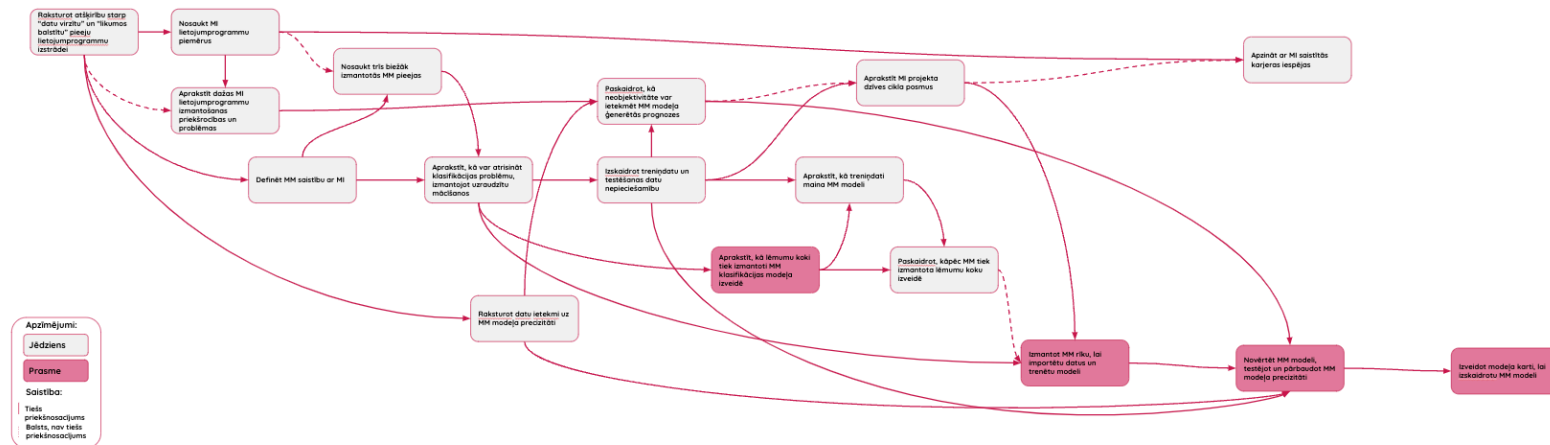 Raksturot atšķirību starp
"datu virzītu" un "likumos
balstītu" pieeju
lietojumprogrammu
izstrādei
Nosaukt MI
lietojumprogrammu
piemērus
Nosaukt trīs biežāk
izmantotās MM pieejas
Aprakstīt dažas MI
lietojumprogrammu
izmantošanas
priekšrocības un
problēmas
Paskaidrot, kā
neobjektivitāte var
ietekmēt MM modeļa
ģenerētās prognozes
Aprakstīt MI projekta
dzīves cikla posmus
Apzināt ar MI saistītās
karjeras iespējas
Definēt MM saistību ar MI
Aprakstīt, kā var atrisināt
klasifikācijas problēmu,
izmantojot uzraudzītu
mācīšanos
Izskaidrot treniņdatu un
testēšanas datu
nepieciešamību
Aprakstīt, kā treniņdati
maina MM modeli
Aprakstīt, kā lēmumu koki
tiek izmantoti MM
klasifikācijas modeļa
izveidē
Paskaidrot, kāpēc MM tiek
izmantota lēmumu koku
izveidē
Raksturot datu ietekmi uz
MM modeļa precizitāti
Izmantot MM rīku, lai
importētu datus un
trenētu modeli
Novērtēt MM modeli,
testējot un pārbaudot MM
modeļa precizitāti
Izveidot modeļa karti, lai
izskaidrotu MM modeli
Apzīmējumi:
Jēdziens
Prasme
Saistība:
Tiešs
priekšnosacījums
Balsts, nav tiešs
priekšnosacījums